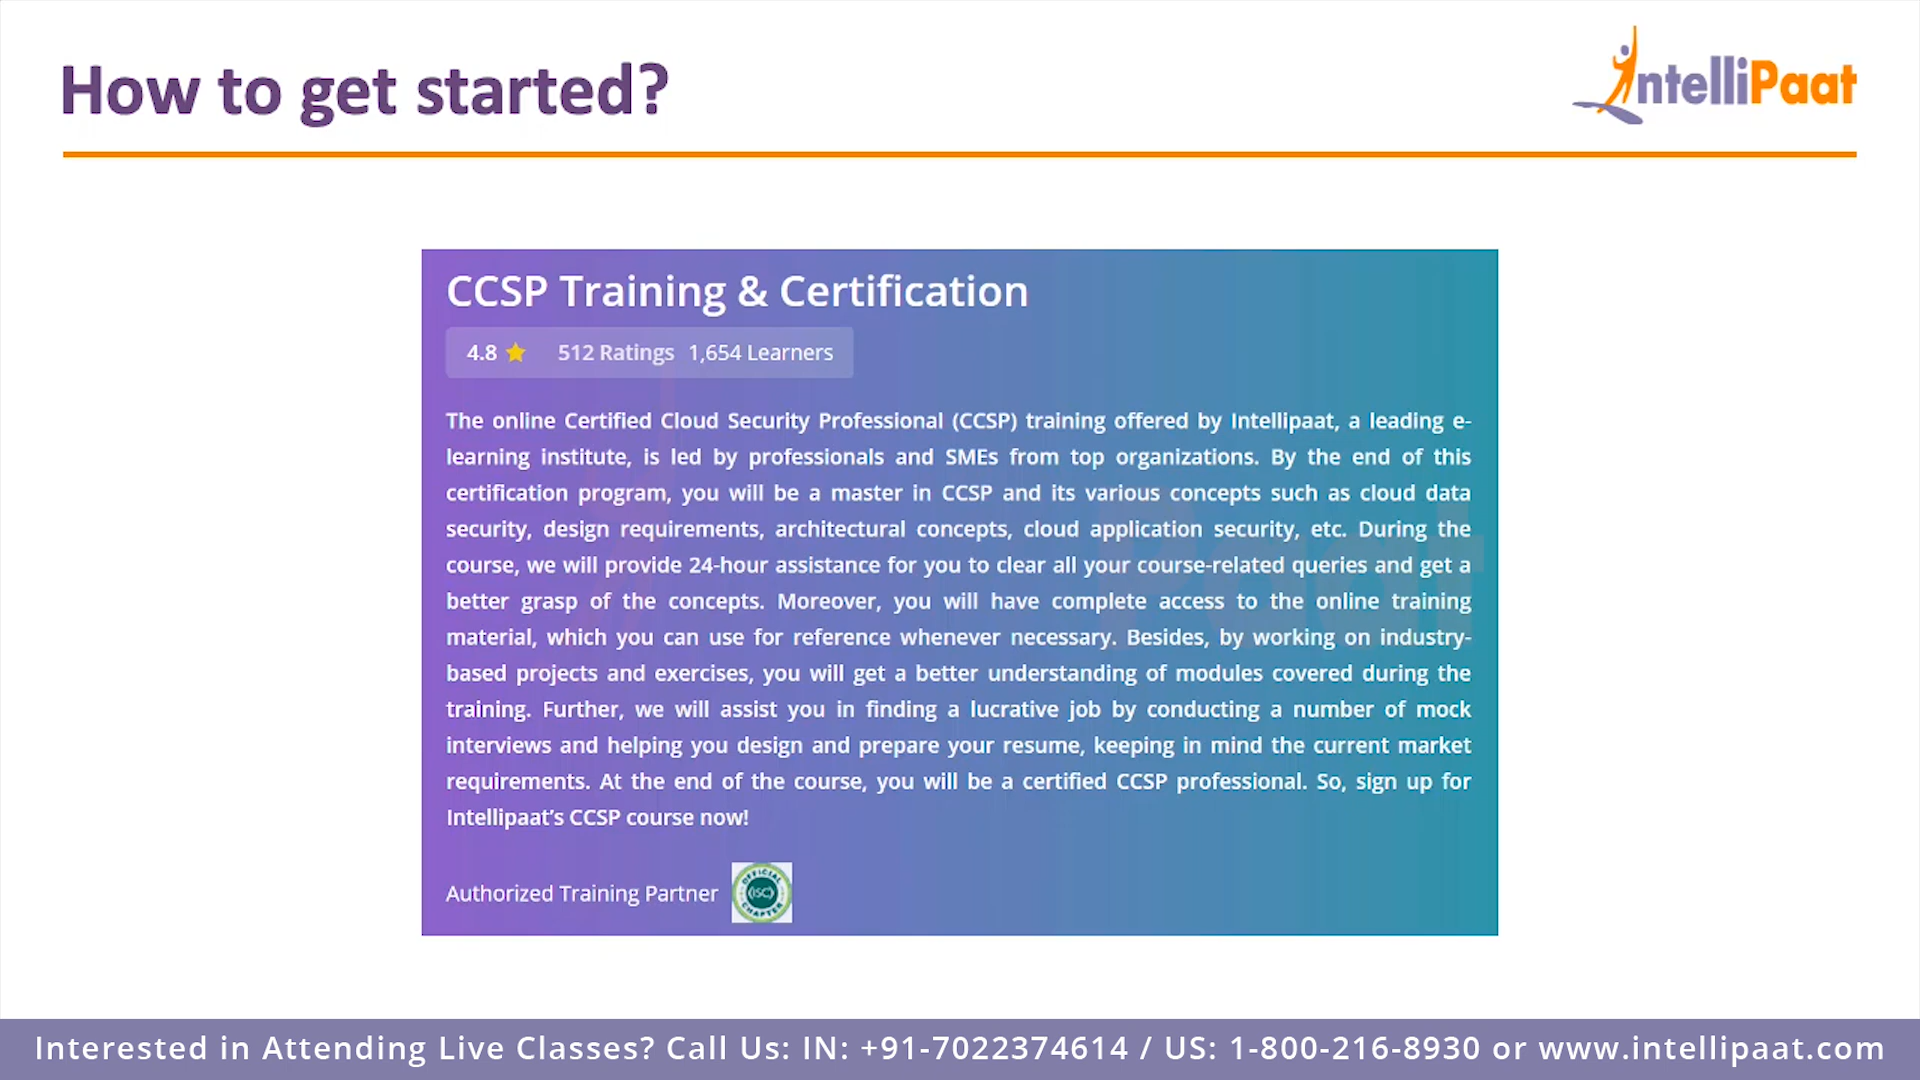 How to get started?
IntelliPaat
CCSP Training & Certification
4.8 512 Ratings 1,654 Learners
The online Certified Cloud Security Professional (CCSP) training offered by Intellipaat, a leading e-
learning institute, is led by professionals and SMEs from top organizations. By the end of this
certification program, you will be a master in CCSP and its various concepts such as cloud data
security, design requirements, architectural concepts, cloud application security, etc. During the
course, we will provide 24-hour assistance for you to clear all your course-related queries and get a
better grasp of the concepts. Moreover, you will have complete access to the online training
material, which you can use for reference whenever necessary. Besides, by working on industry-
based projects and exercises, you will get a better understanding of modules covered during the
training. Further, we will assist you in finding a lucrative job by conducting a number of mock
interviews and helping you design and prepare your resume, keeping in mind the current market
requirements. At the end of the course, you will be a certified CCSP professional. So, sign up for
Intellipaat’s CCSP course now!
Authorized Training Partner
OFFICIAL
(ISC)
CHAPTER
Interested in Attending Live Classes? Call Us: IN: +91-7022374614 / US: 1-800-216-8930 or www.intellipaat.com